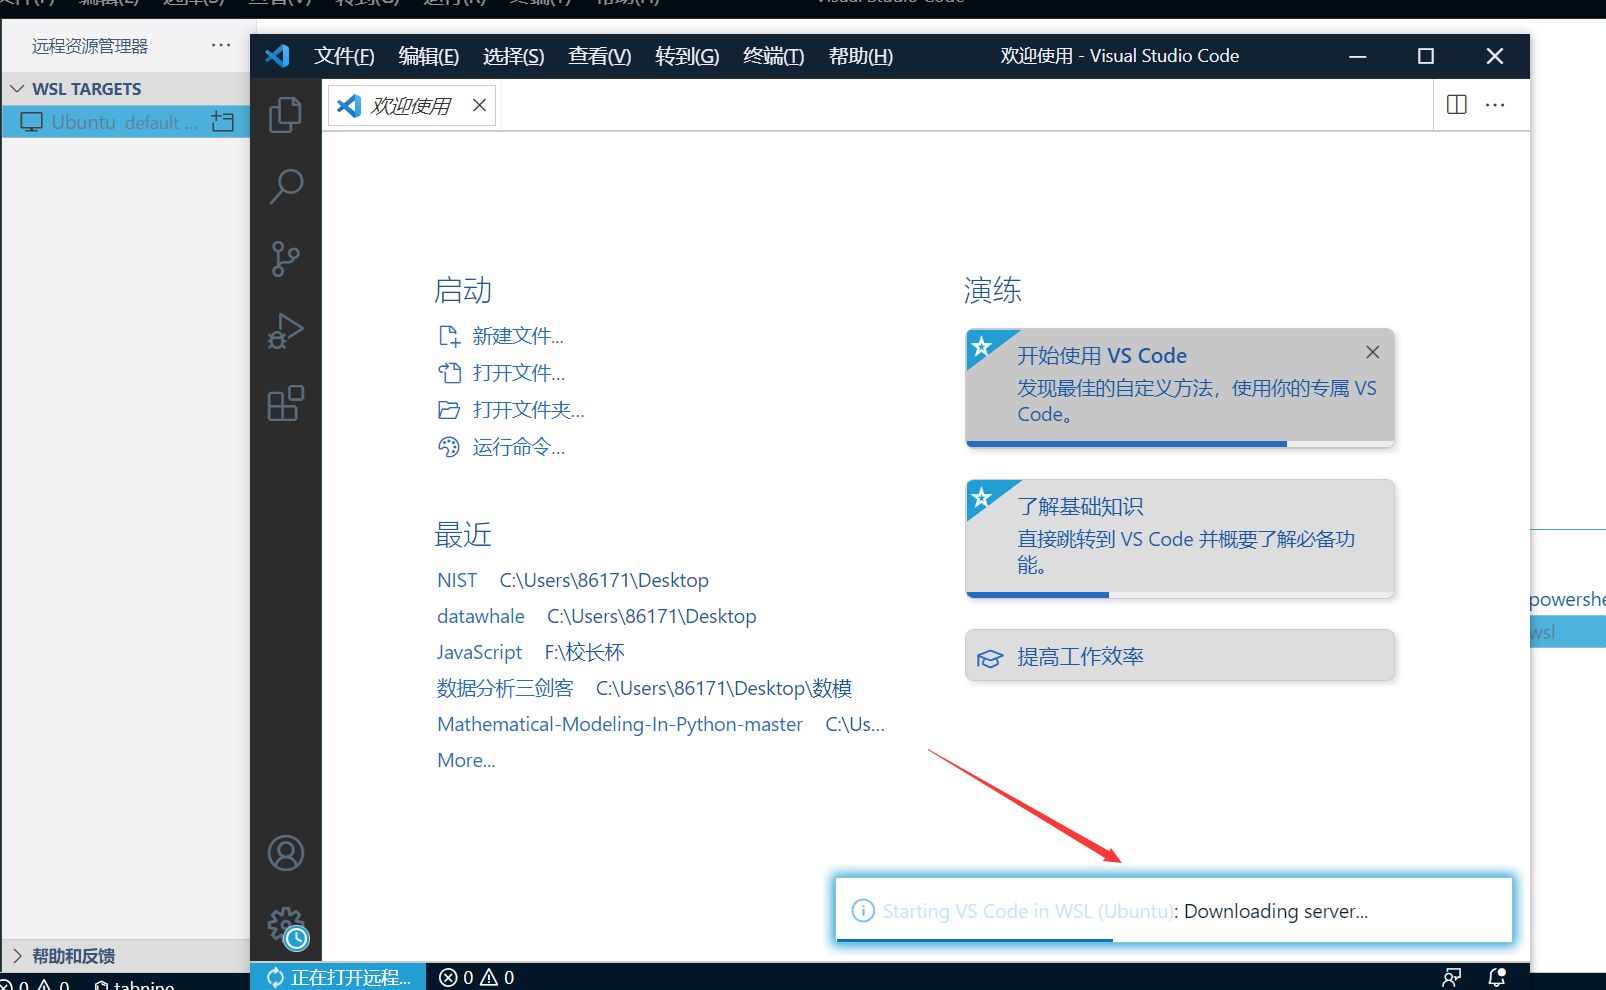 Visual Studio Code
远程资源管理器
WSL TARGETS
Ubuntu default ...
帮助和反馈
0 0 tabnine
文件(F) 编辑(E) 选择(S) 查看(V) 转到(G) 终端(T) 帮助(H)
欢迎使用 - Visual Studio Code
欢迎使用
启动
新建文件...
打开文件...
打开文件夹...
运行命令...
最近
NIST C:\Users\86171\Desktop
datawhale C:\Users\86171\Desktop
JavaScript F:\校长杯
数据分析三剑客 C:\Users\86171\Desktop\数模
Mathematical-Modeling-In-Python-master C:\Us...
More...
演练
开始使用 VS Code
发现最佳的自定义方法，使用你的专属 VS
Code。
了解基础知识
直接跳转到 VS Code 并概要了解必备功
能。
提高工作效率
powershe
wsl
Starting VS Code in WSL (Ubuntu): Downloading server...
正在打开远程... 0 0